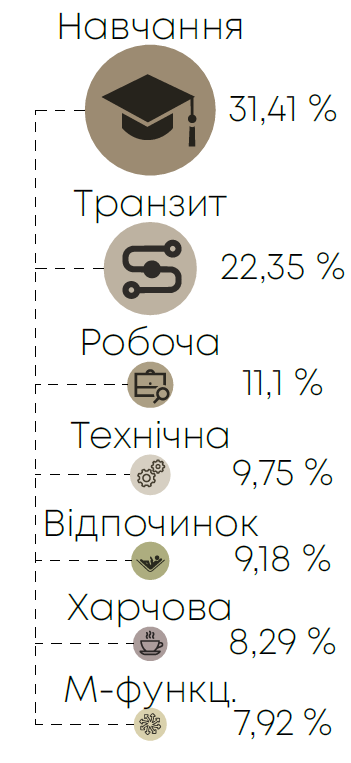 Навчання
31,41 %
Транзит
22,35 %
Робоча
11,1 %
Технічна
9,75 %
Відпочинок
9,18 %
Харчова
8,29 %
М-функц.
7,92 %